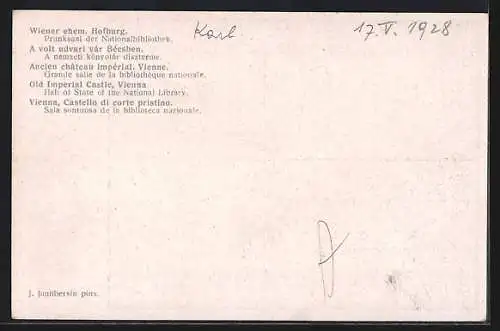 Wiener ehem. Hofburg.
Prunksaal der Nationalbibliothek.
A volt udvari vár Bécsben.
A nemzeti könyvtár diszterme.
Ancien château impérial. Vienne.
Grande salle de la bibliothèque nationale.
Old Imperial Castle, Vienna
Hall of State of the National Library.
Vienna, Castello di corte pristino.
Sala sontuosa de la biblioteca nazionale.
Karl
17. V. 1928
J. pinx.